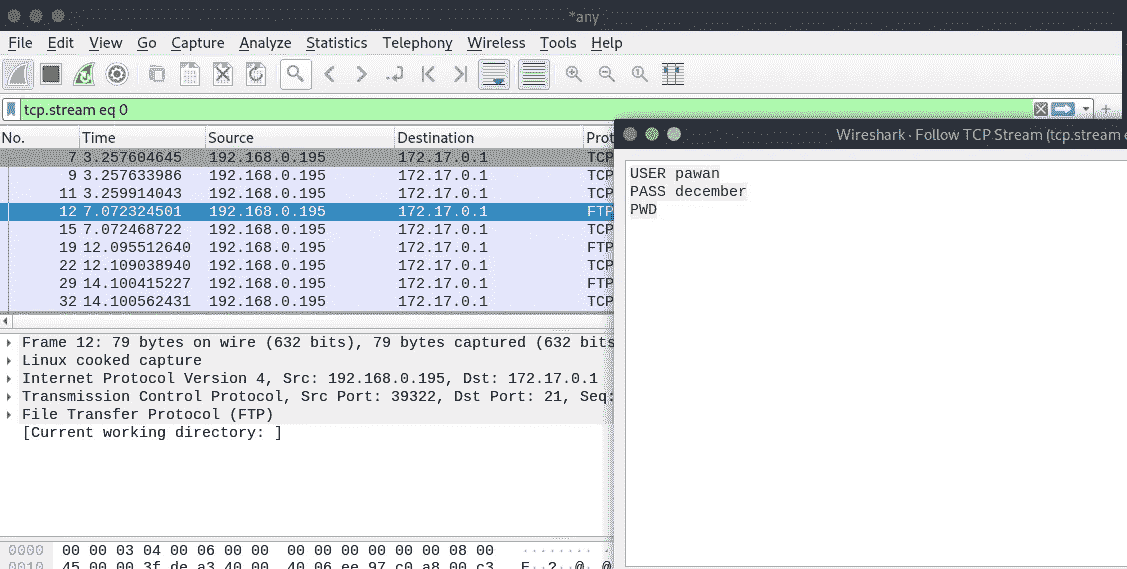 *any
File Edit View Go Capture Analyze Statistics Telephony Wireless Tools Help
tcp.stream eq 0
No. Time Source Destination Prot
7 3.257604645 192.168.0.195 172.17.0.1 TCP
9 3.257633986 192.168.0.195 172.17.0.1 TCP
11 3.259914043 192.168.0.195 172.17.0.1 TCP
12 7.072324501 192.168.0.195 172.17.0.1 FTP
15 7.072468722 192.168.0.195 172.17.0.1 TCP
19 12.095512640 192.168.0.195 172.17.0.1 FTP
22 12.109038940 192.168.0.195 172.17.0.1 TCP
29 14.100415227 192.168.0.195 172.17.0.1 FTP
32 14.100562431 192.168.0.195 172.17.0.1 TCP
Frame 12: 79 bytes on wire (632 bits), 79 bytes captured (632 bits
Linux cooked capture
Internet Protocol Version 4, Src: 192.168.0.195, Dst: 172.17.0.1
Transmission Control Protocol, Src Port: 39322, Dst Port: 21, Seq:
File Transfer Protocol (FTP)
[Current working directory: ]
0000 00 00 03 04 00 06 00 00 00 00 00 00 00 00 08 00 ········ ·
0010 45 00 00 3f de a3 40 00 40 06 ee 97 c0 a8 00 c3 E··?··@· @
Wireshark · Follow TCP Stream (tcp.stream e
USER pawan
PASS december
PWD